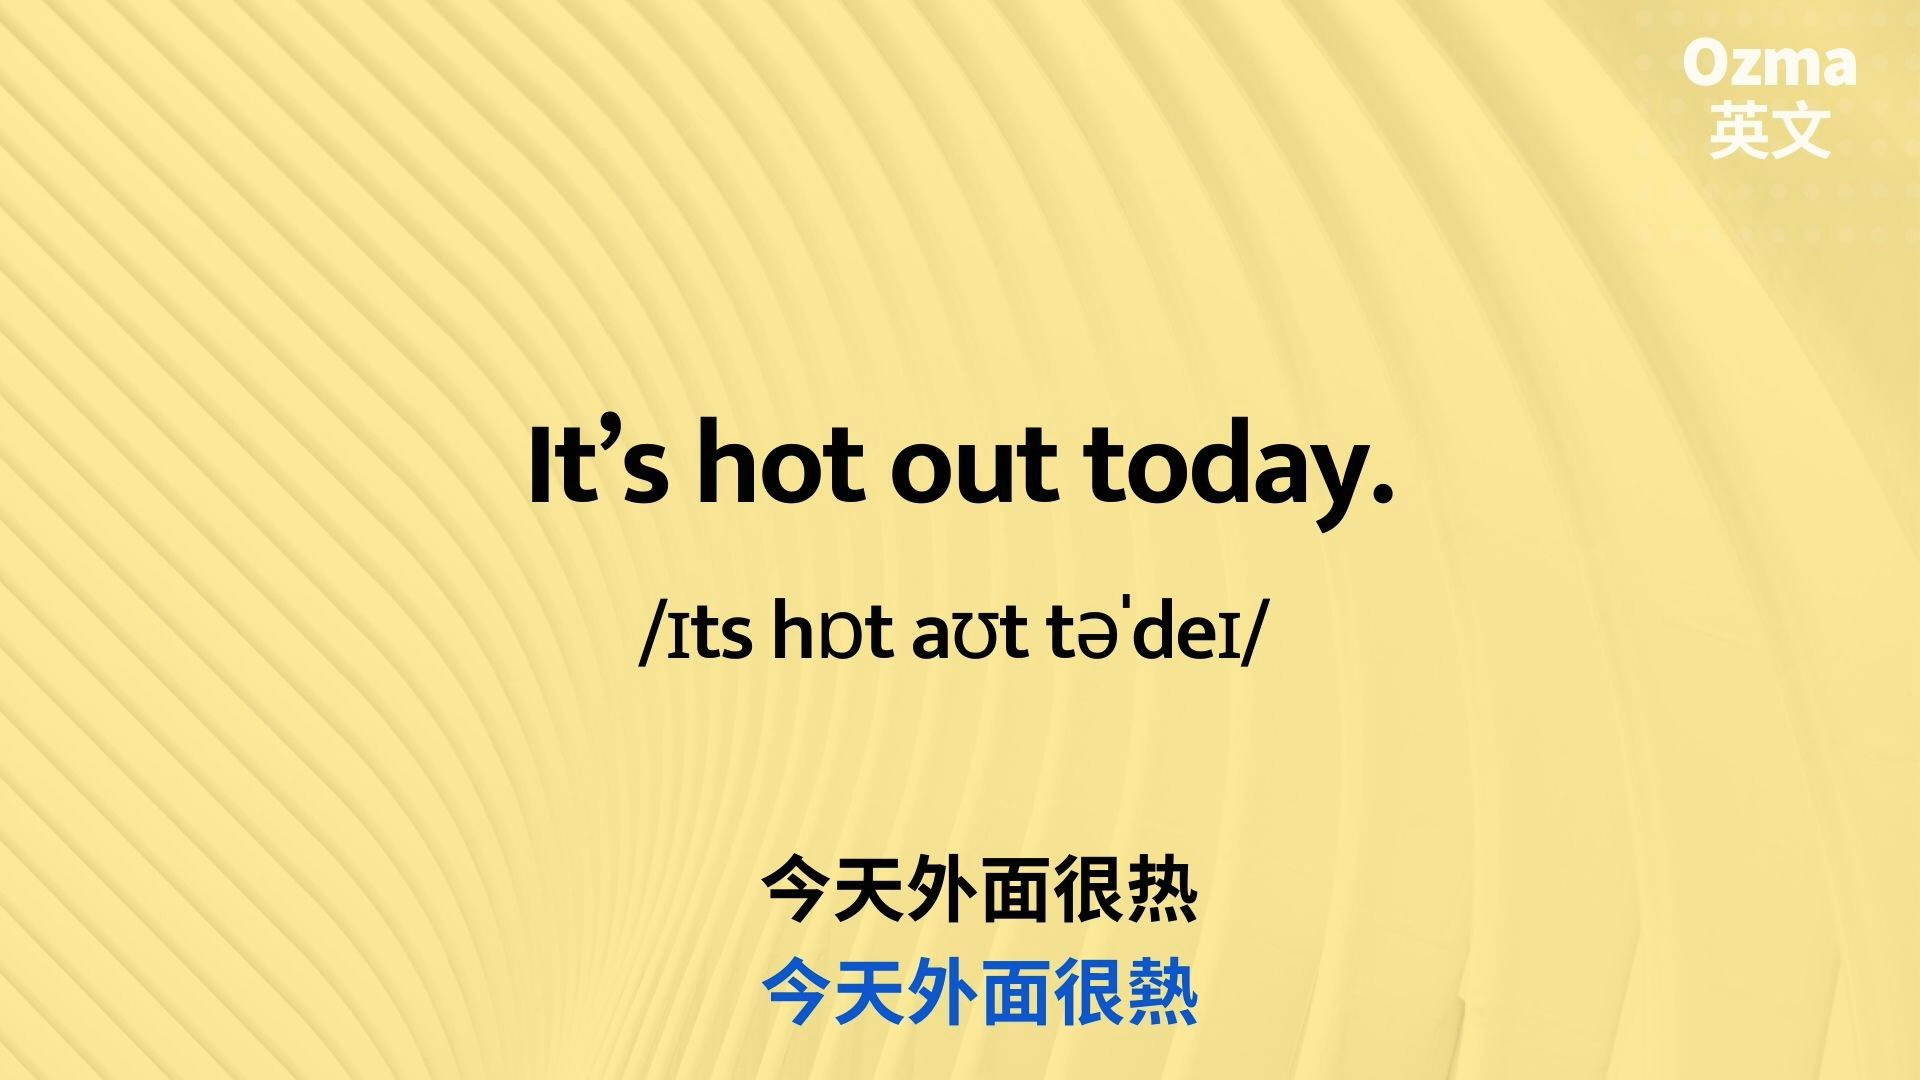 Ozma
英文
It’s hot out today.
/ɪts hɒt aʊt təˈdeɪ/
今天外面很热
今天外面很熱